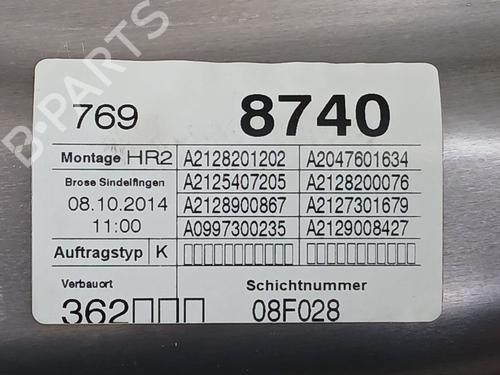 769 8740
Montage HR2 A2128201202 A2047601634
Brose Sindelfingen A2125407205 A2128200076
08.10.2014 A2128900867 A2127301679
11:00 A0997300235 A2129008427
Auftragstyp K ▯▯▯▯▯▯▯▯▯▯▯ ▯▯▯▯▯▯▯▯▯▯▯
Verbauort Schichtnummer
362▯▯▯ 08F028
B-PARTS